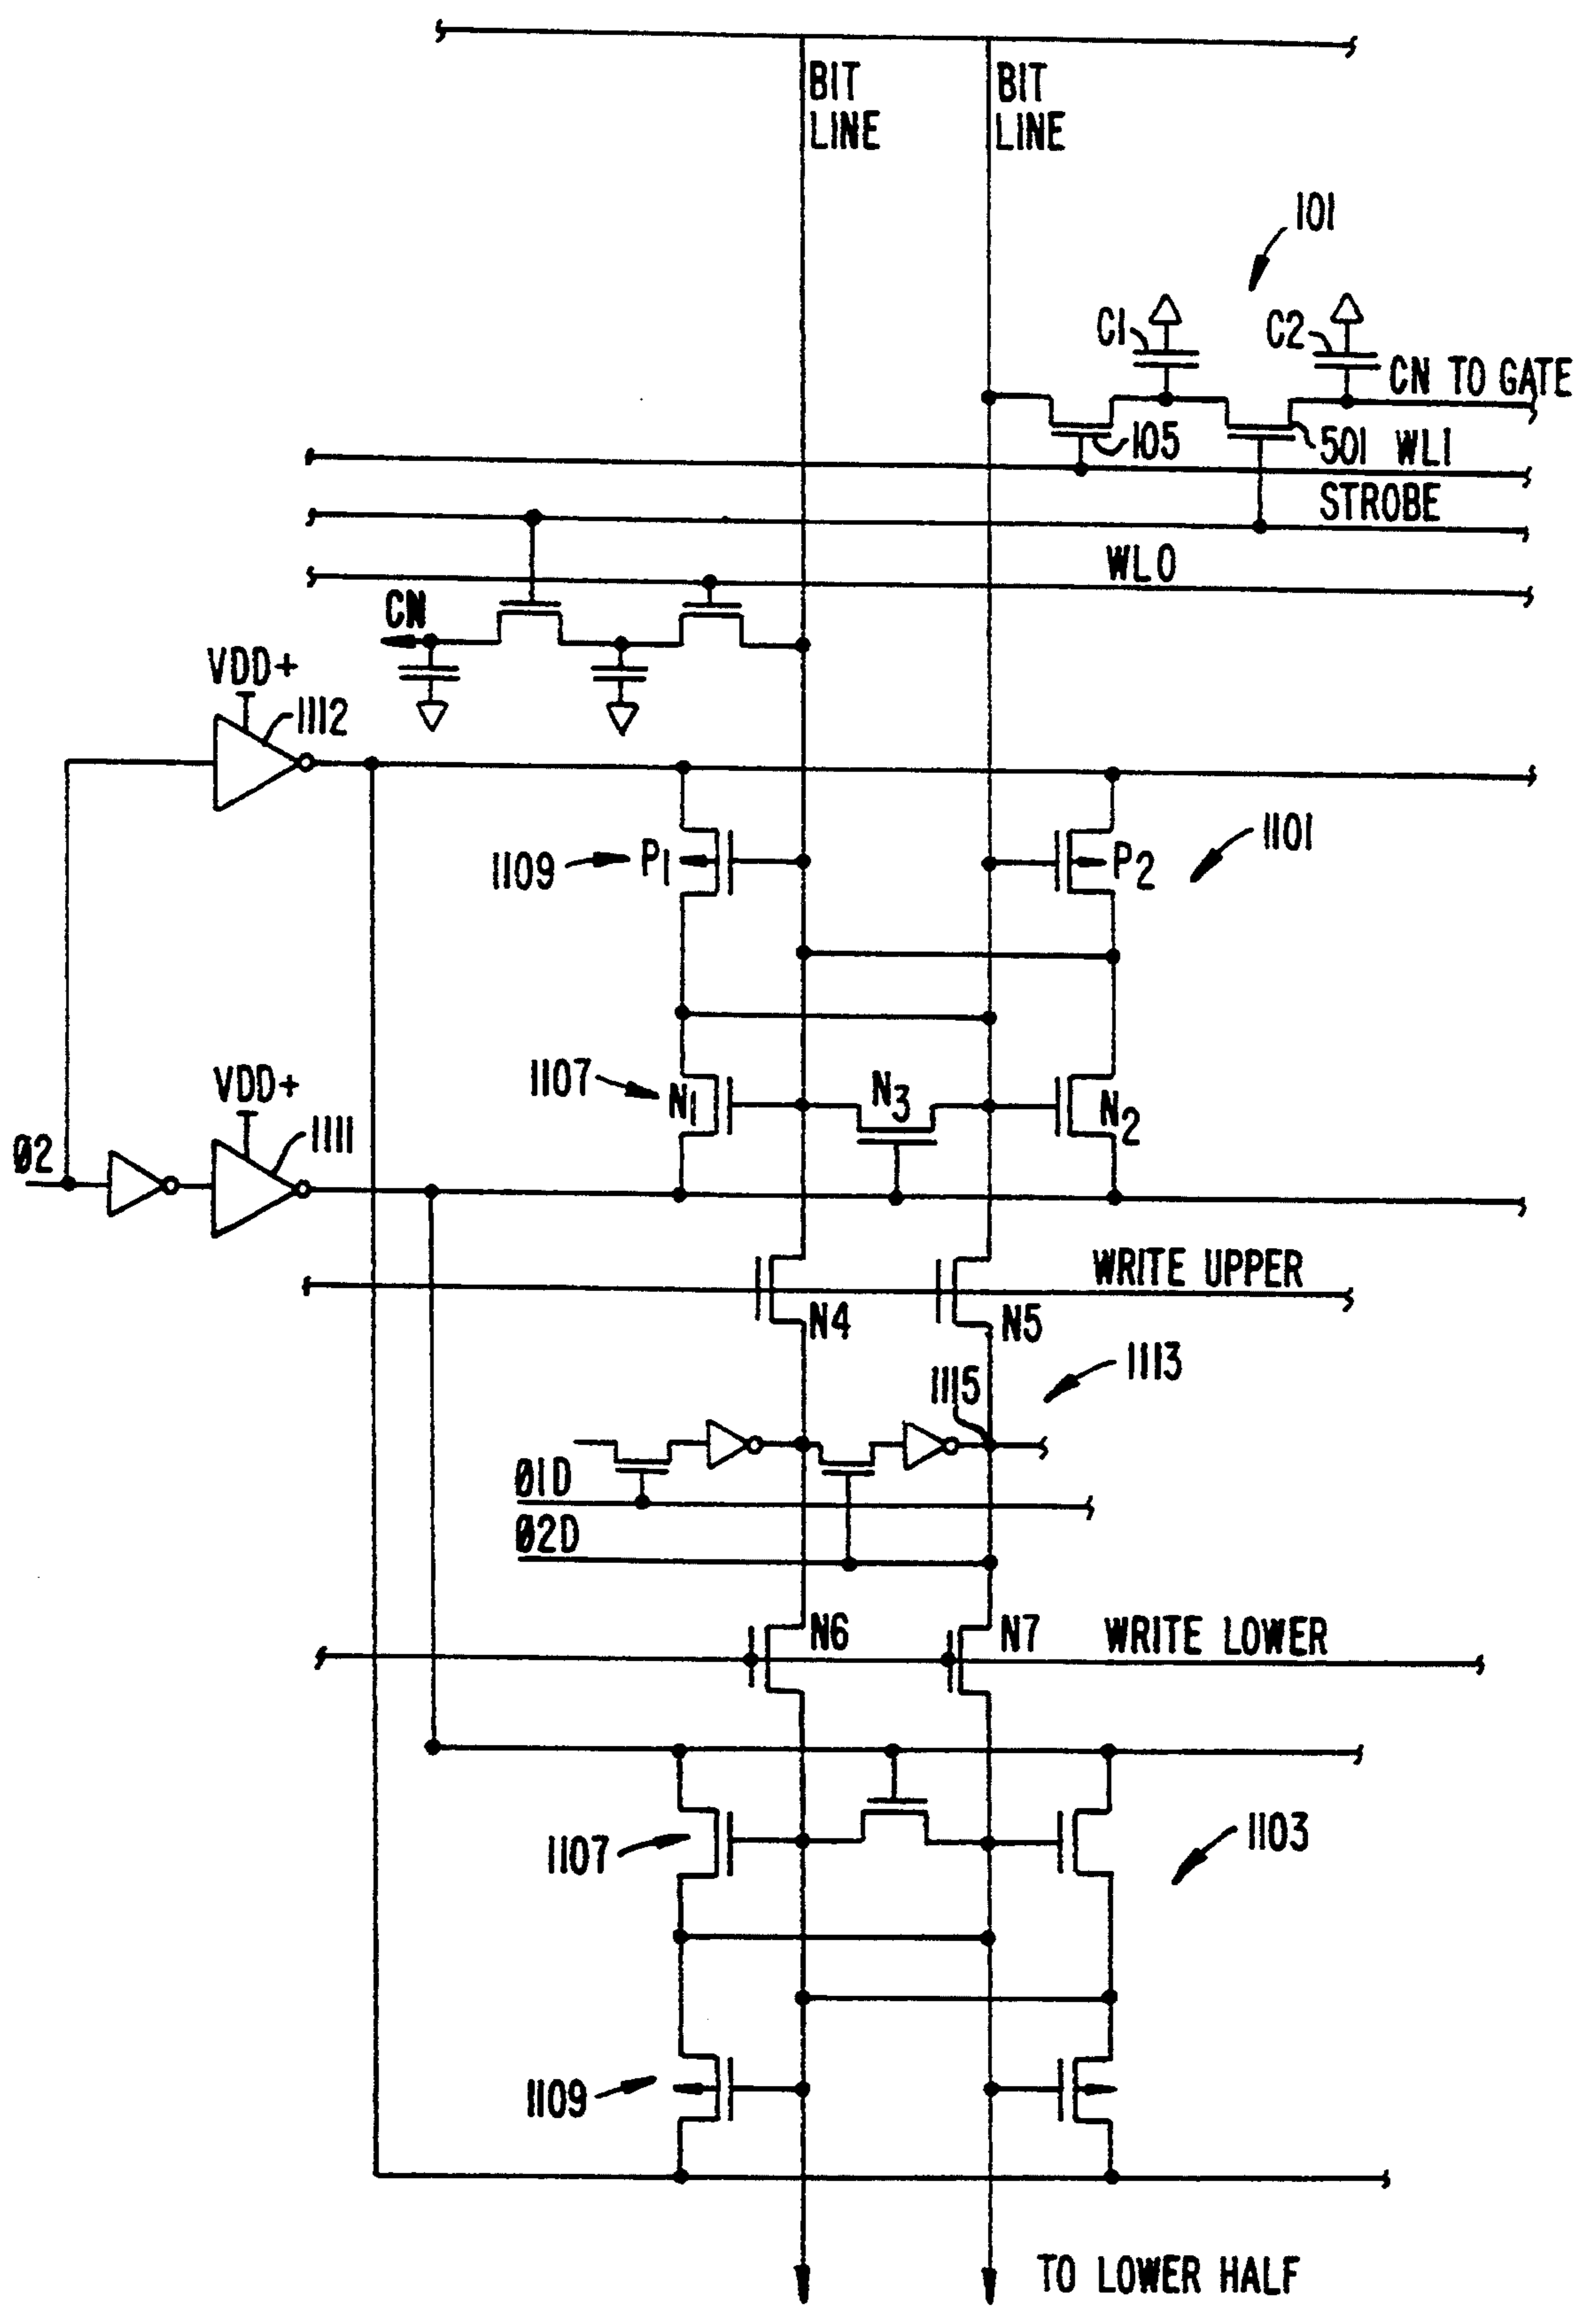 BIT
LINE
BIT
LINE
101
C1
C2
CN TO GATE
105
501
WL1
STROBE
WL0
CN
VDD+
1112
1109
P1
P2
1101
1107
N1
N3
N2
VDD+
1111
Ø2
WRITE UPPER
N4
N5
1113
1115
Ø1D
Ø2D
N6
N7
WRITE LOWER
1107
1103
1109
TO LOWER HALF